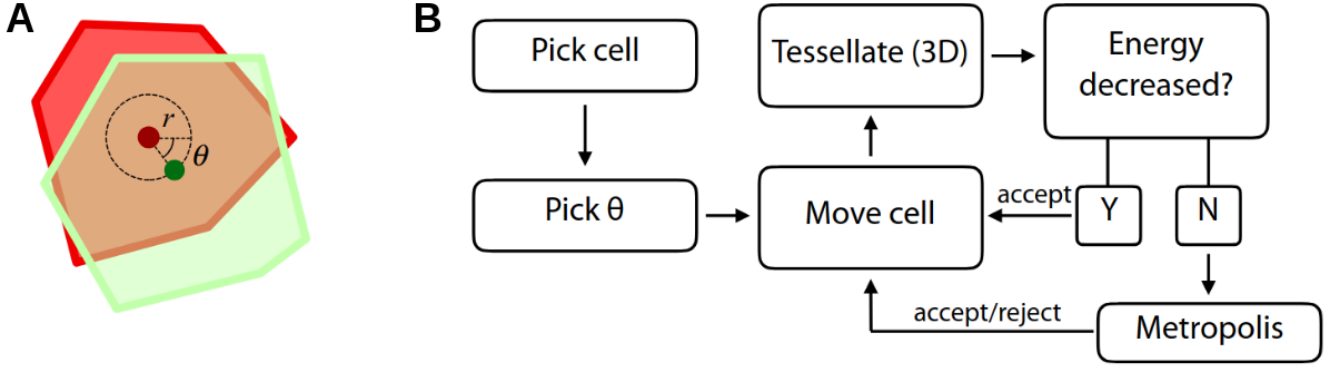 A
r
θ
B
Pick cell
Pick θ
Tessellate (3D)
Move cell
Energy
decreased?
accept
Y
N
accept/reject
Metropolis